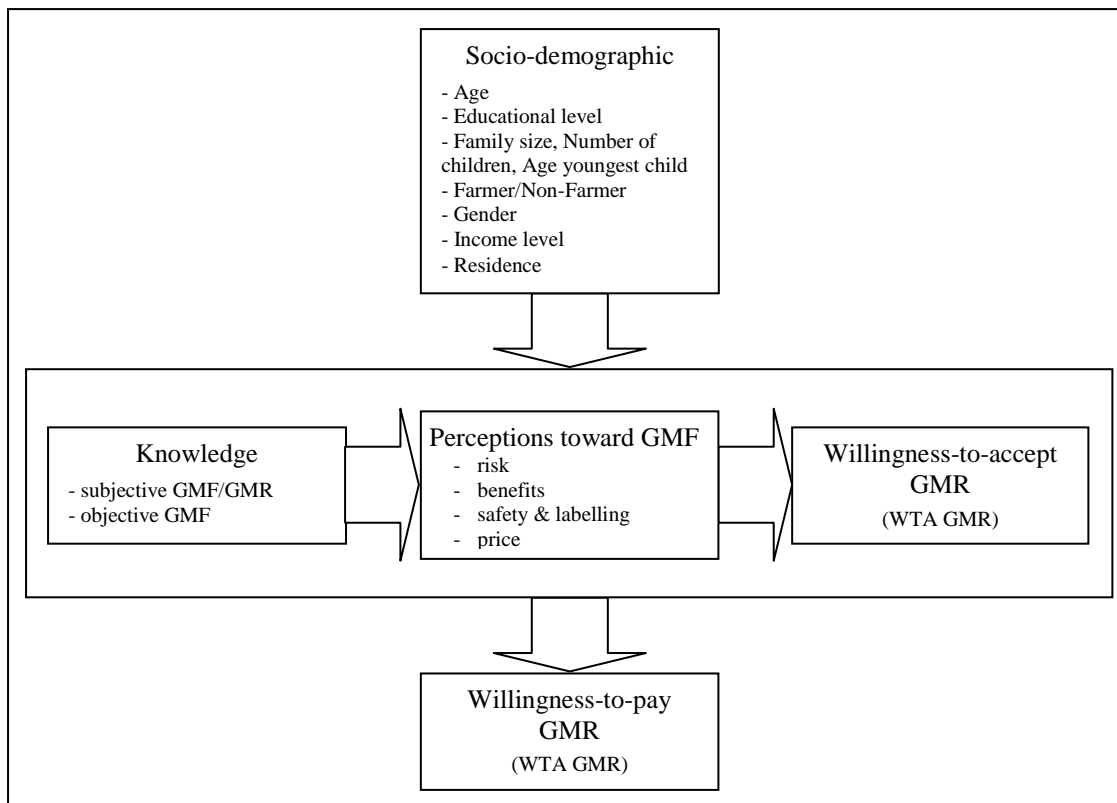 Socio-demographic
- Age
- Educational level
- Family size, Number of
children, Age youngest child
- Farmer/Non-Farmer
- Gender
- Income level
- Residence
Knowledge
- subjective GMF/GMR
- objective GMF
Perceptions toward GMF
- risk
- benefits
- safety & labelling
- price
Willingness-to-accept
GMR
(WTA GMR)
Willingness-to-pay
GMR
(WTA GMR)